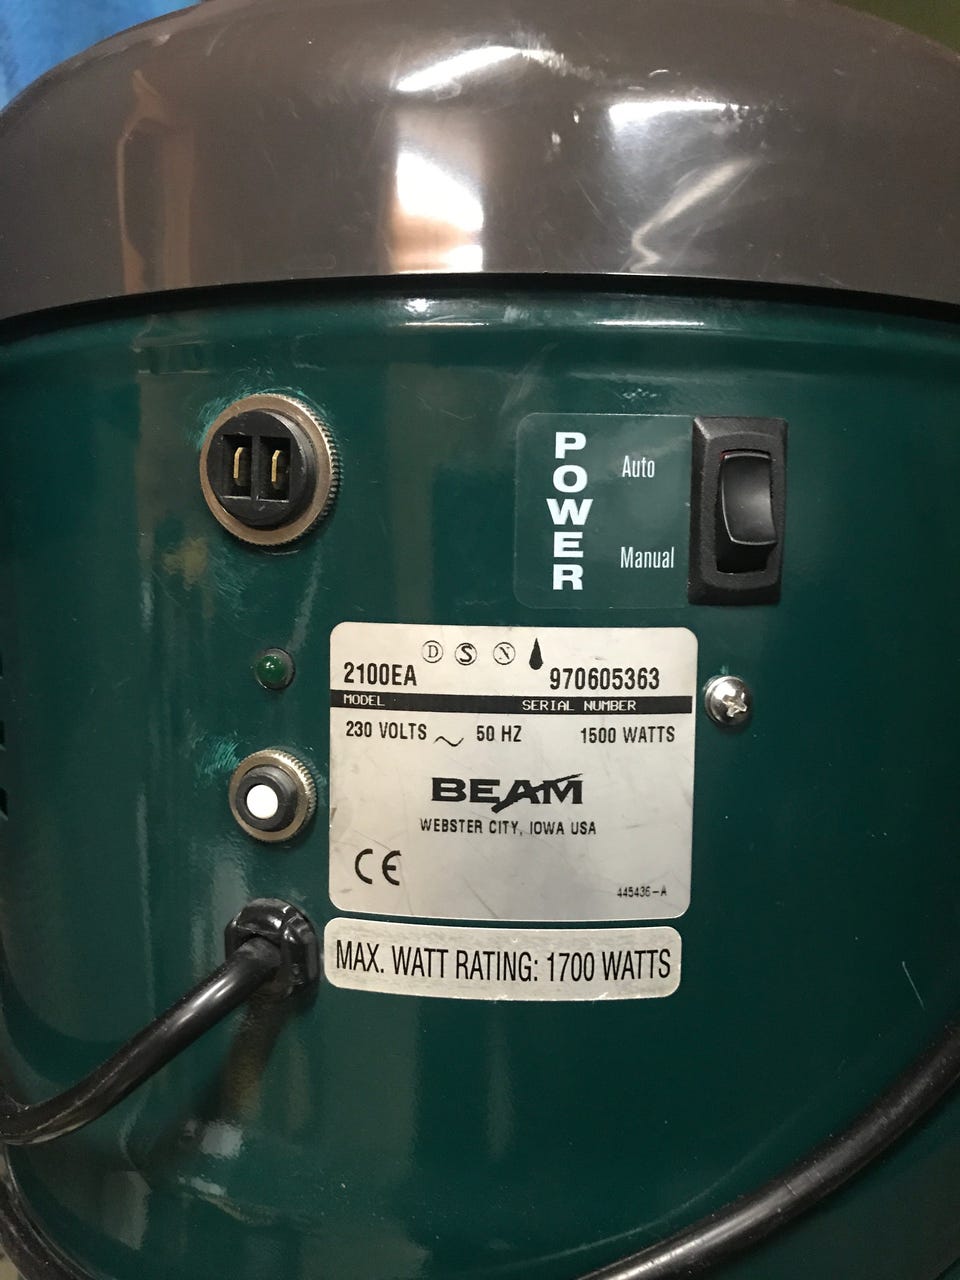 POWER
Auto
Manual
D S N
2100EA 970605363
MODEL SERIAL NUMBER
230 VOLTS ~ 50 HZ 1500 WATTS
BEAM
WEBSTER CITY, IOWA USA
CE
445436-A
MAX. WATT RATING: 1700 WATTS